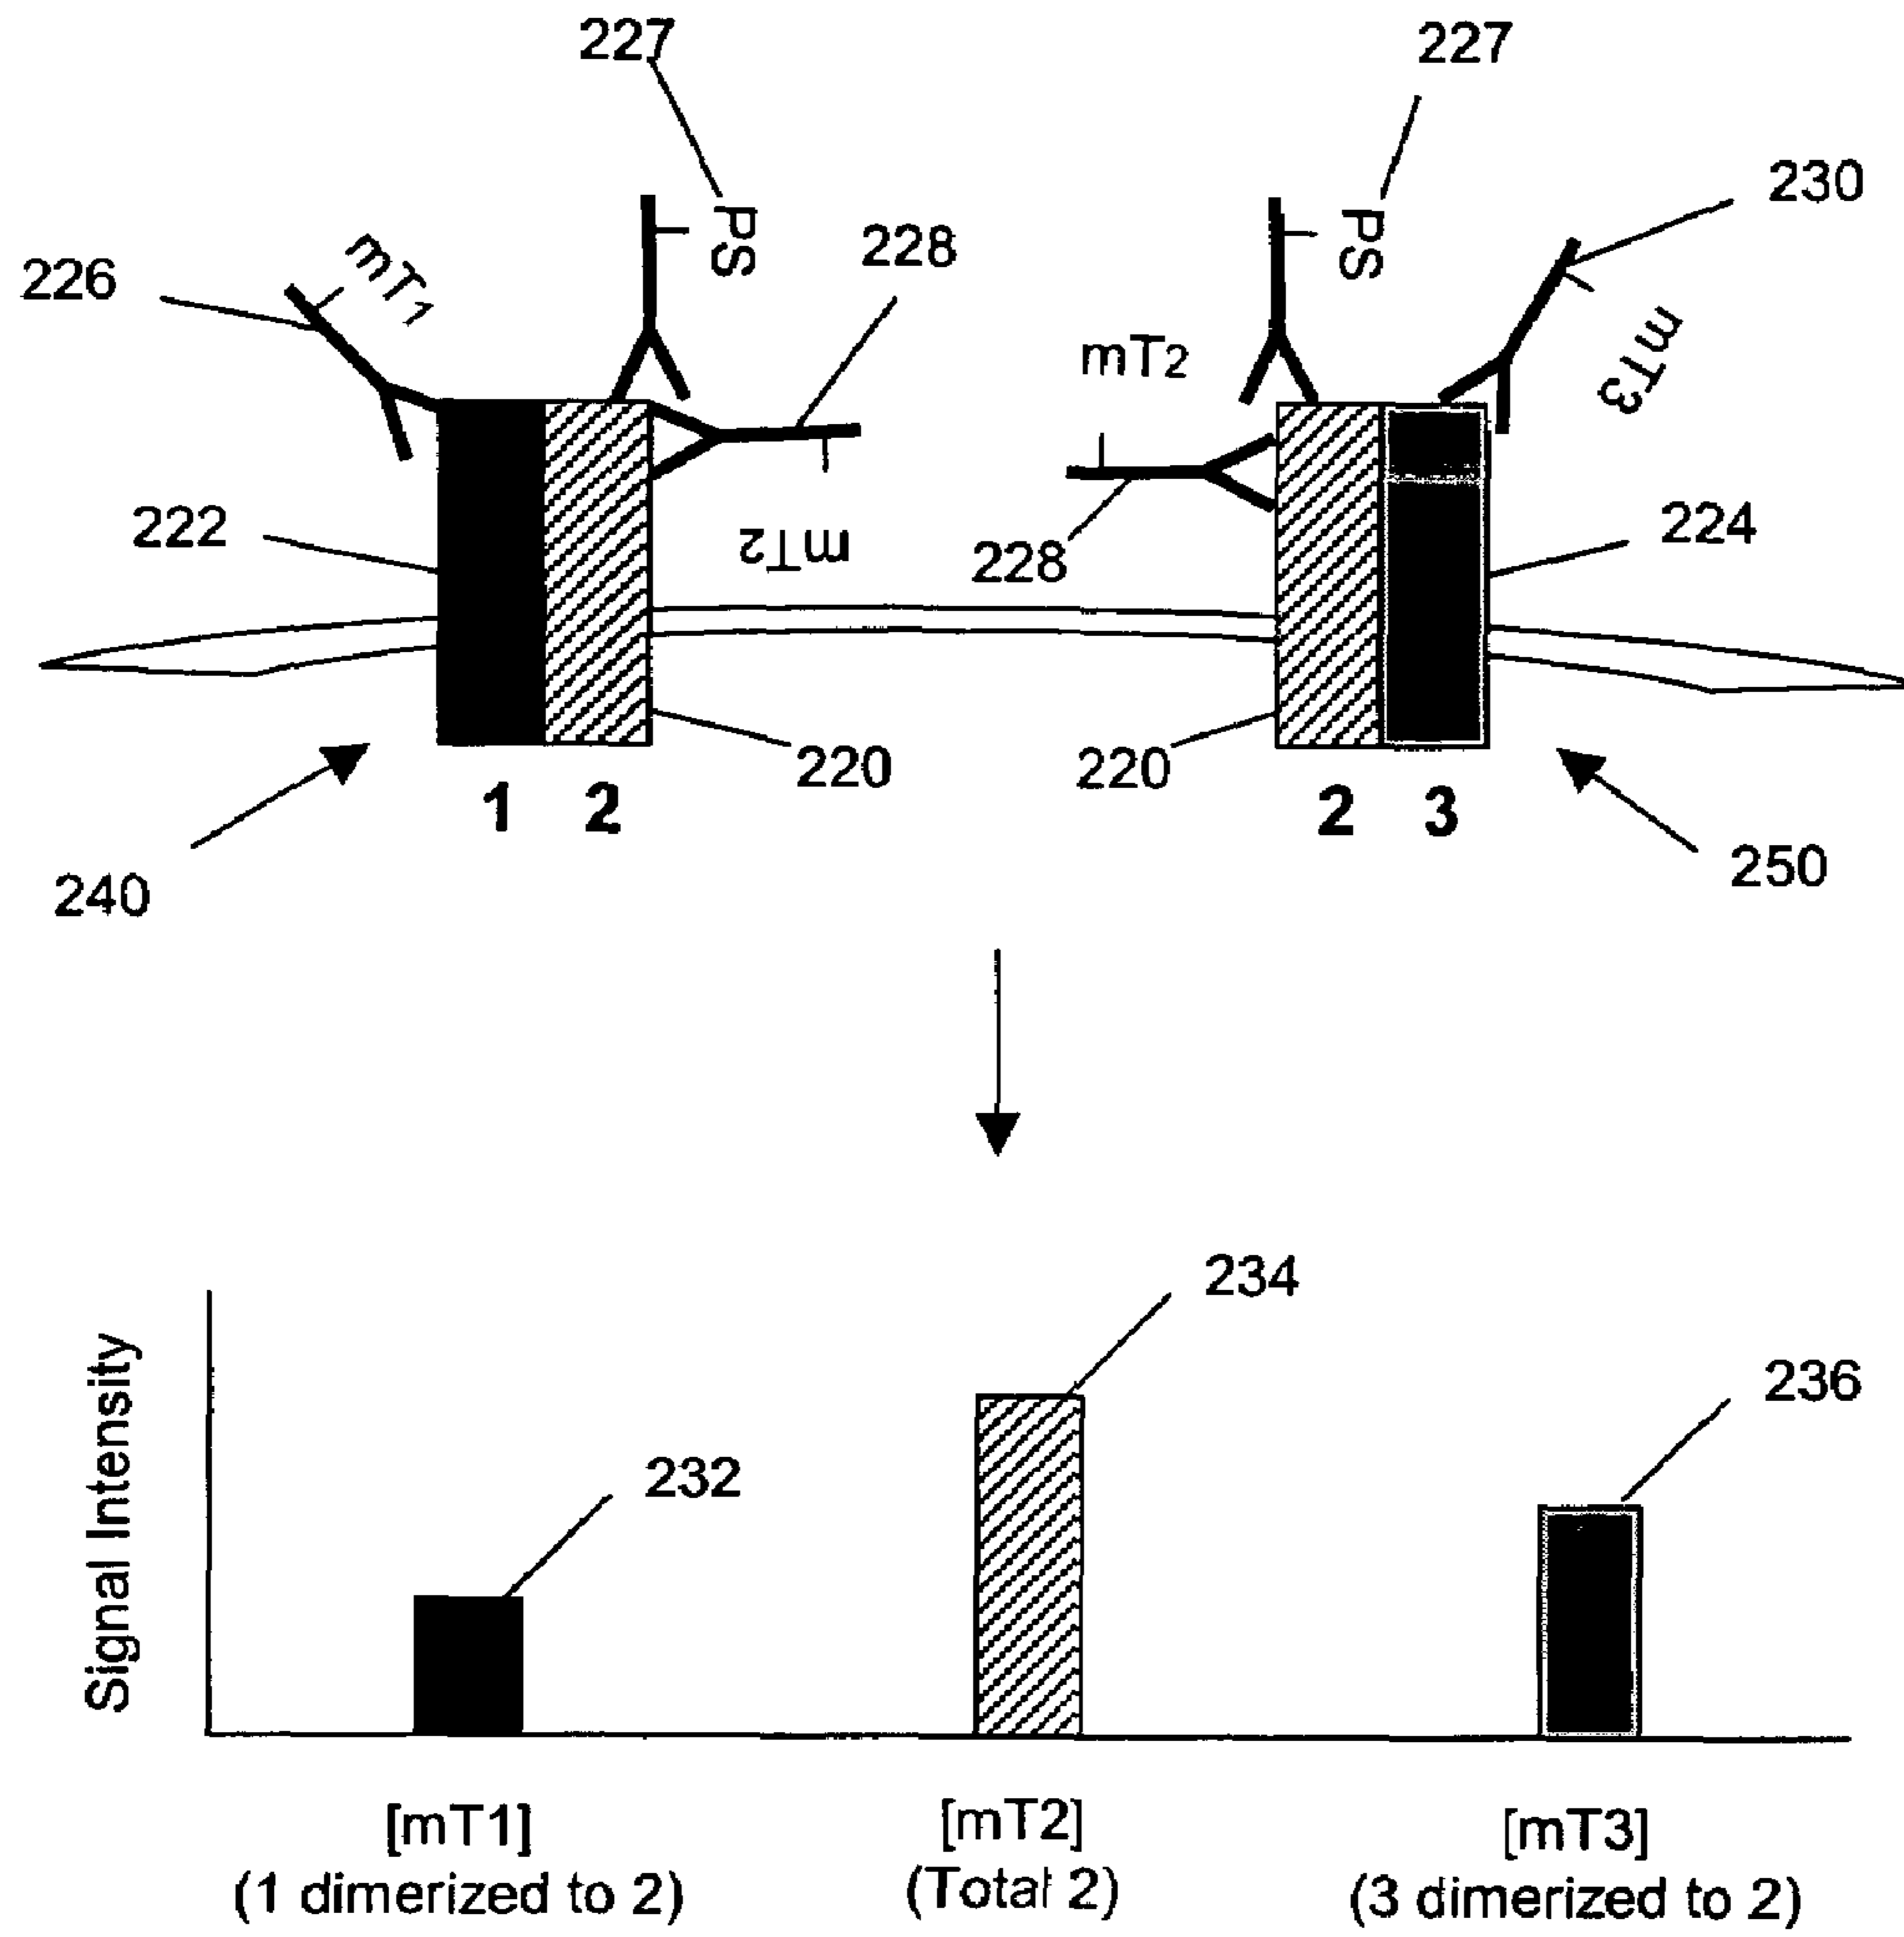 227
227
230
226
mT1
PS
228
PS
mT2
mT3
222
mT2
228
224
220
220
1 2
2 3
240
250
234
236
232
Signal Intensity
[mT1]
(1 dimerized to 2)
[mT2]
(Total 2)
[mT3]
(3 dimerized to 2)